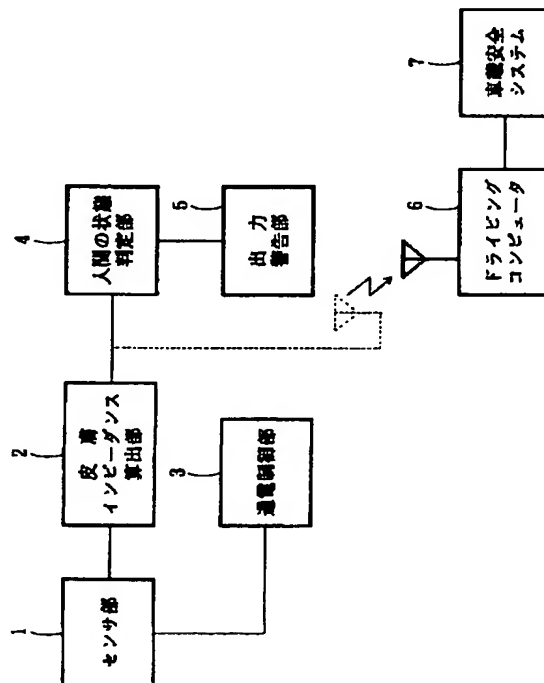 1
センサ部
2
皮膚
インピーダンス
算出部
3
通電制御部
4
人間の状態
判定部
5
出力
警告部
6
ドライビング
コンピュータ
7
車載安全
システム